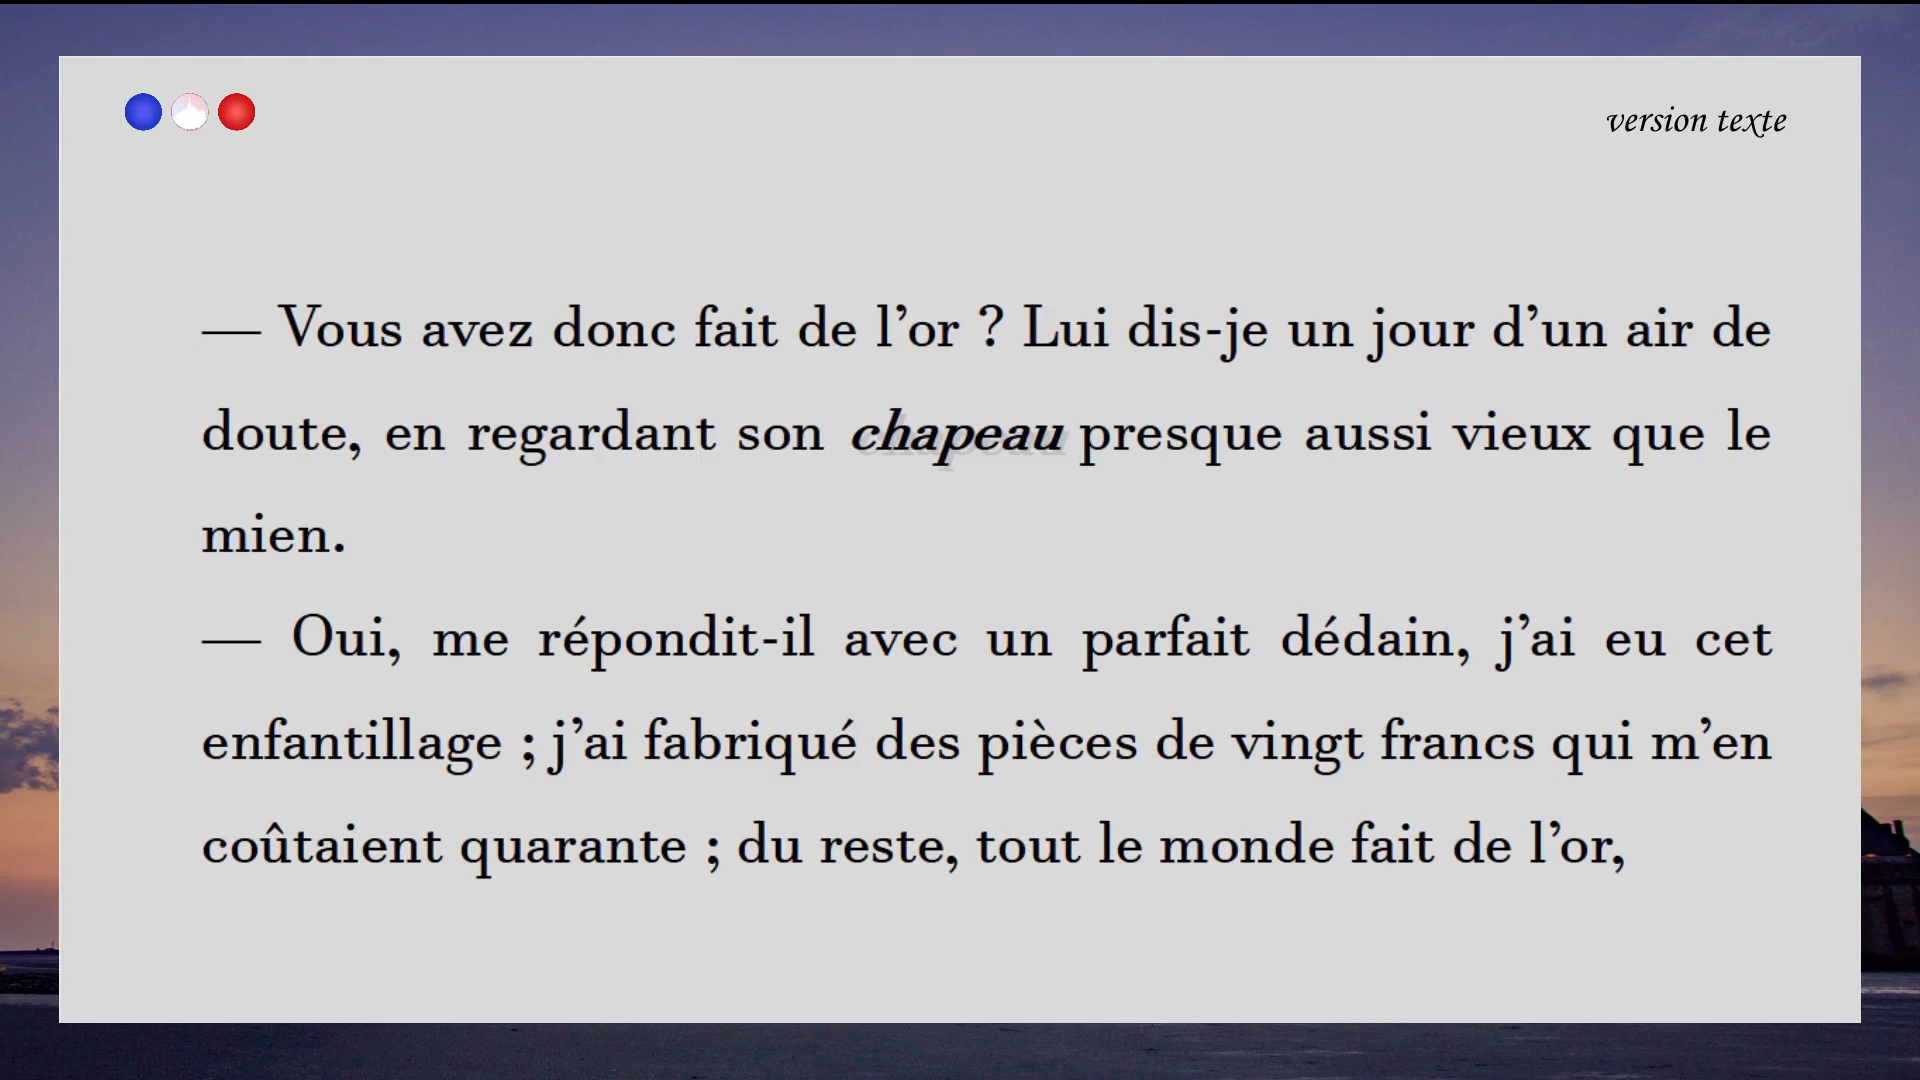 version texte
— Vous avez donc fait de l’or ? Lui dis-je un jour d’un air de
doute, en regardant son chapeau presque aussi vieux que le
mien.
— Oui, me répondit-il avec un parfait dédain, j’ai eu cet
enfantillage ; j’ai fabriqué des pièces de vingt francs qui m’en
coûtaient quarante ; du reste, tout le monde fait de l’or,